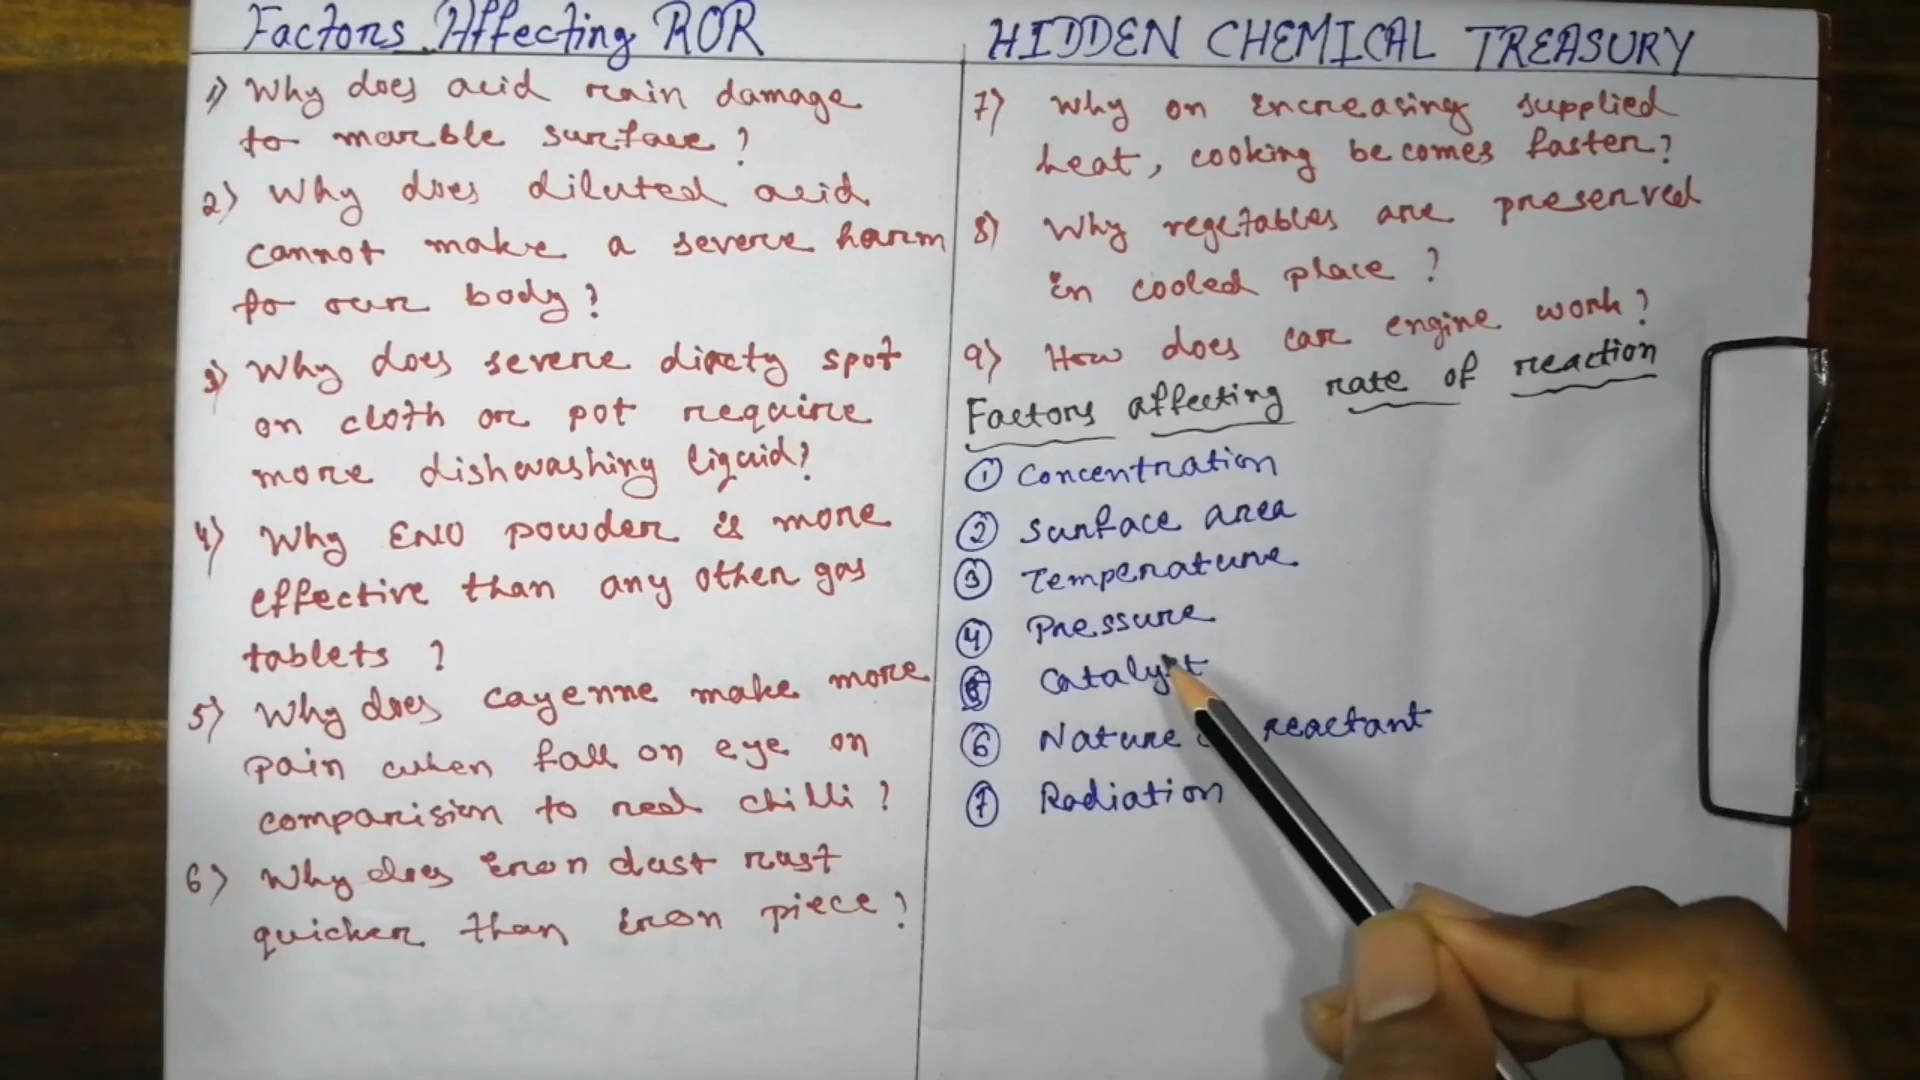 Factors Affecting ROR
1) Why does acid rain damage
to marble surface?
2) Why does diluted acid
cannot make a severe harm
to our body?
3) Why does severe dirty spot
on cloth or pot require
more dishwashing liquid?
4) Why ENO powder is more
effective than any other gas
tablets?
5) Why does cayenne make more
pain when fall on eye on
comparision to red chilli?
6) Why does iron dust rust
quicker than iron piece?
HIDDEN CHEMICAL TREASURY
7) Why on increasing supplied
heat, cooking becomes faster?
8) Why vegetables are preserved
in cooled place?
9) How does car engine work?
Factors affecting rate of reaction
① Concentration
② Surface area
③ Temperature
④ Pressure
⑤ Catalyst
⑥ Nature reactant
⑦ Radiation